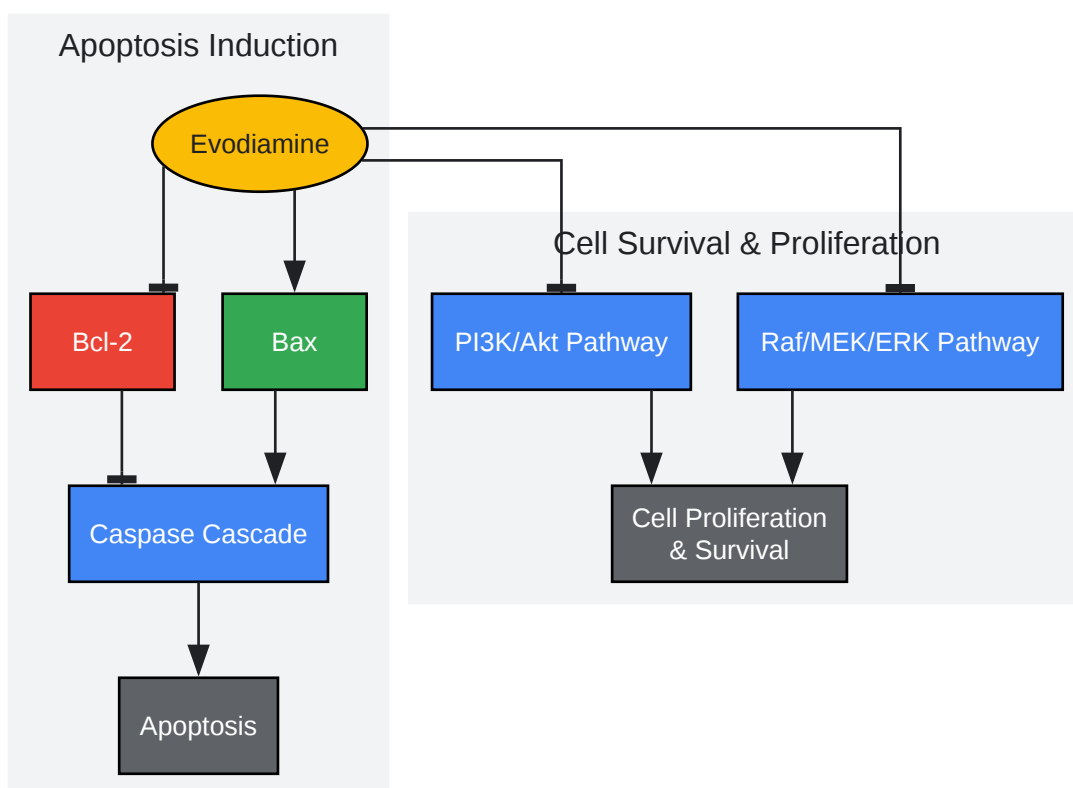 Apoptosis Induction
Evodiamine
Cell Survival & Proliferation
Bcl-2
Bax
PI3K/Akt Pathway
Raf/MEK/ERK Pathway
Caspase Cascade
Cell Proliferation
& Survival
Apoptosis